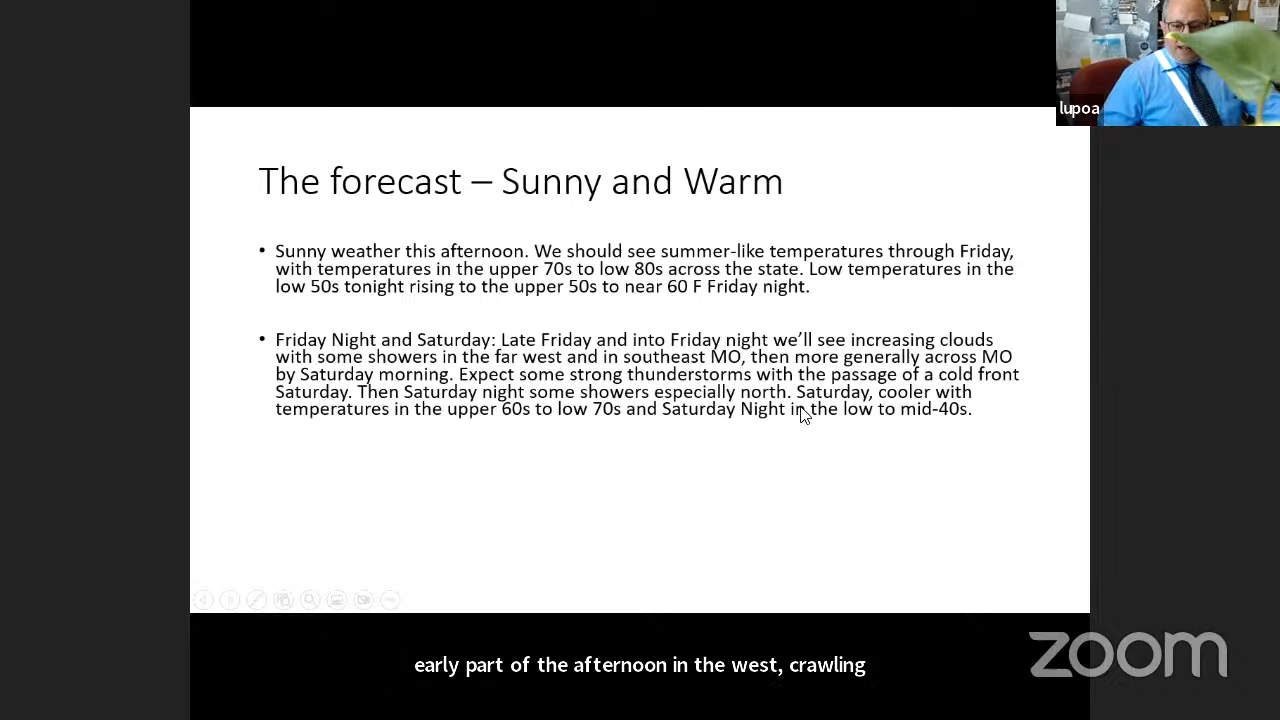 lupoa
The forecast – Sunny and Warm
• Sunny weather this afternoon. We should see summer-like temperatures through Friday,
with temperatures in the upper 70s to low 80s across the state. Low temperatures in the
low 50s tonight rising to the upper 50s to near 60 F Friday night.
• Friday Night and Saturday: Late Friday and into Friday night we’ll see increasing clouds
with some showers in the far west and in southeast MO, then more generally across MO
by Saturday morning. Expect some strong thunderstorms with the passage of a cold front
Saturday. Then Saturday night some showers especially north. Saturday, cooler with
temperatures in the upper 60s to low 70s and Saturday Night in the low to mid-40s.
early part of the afternoon in the west, crawling
zoom